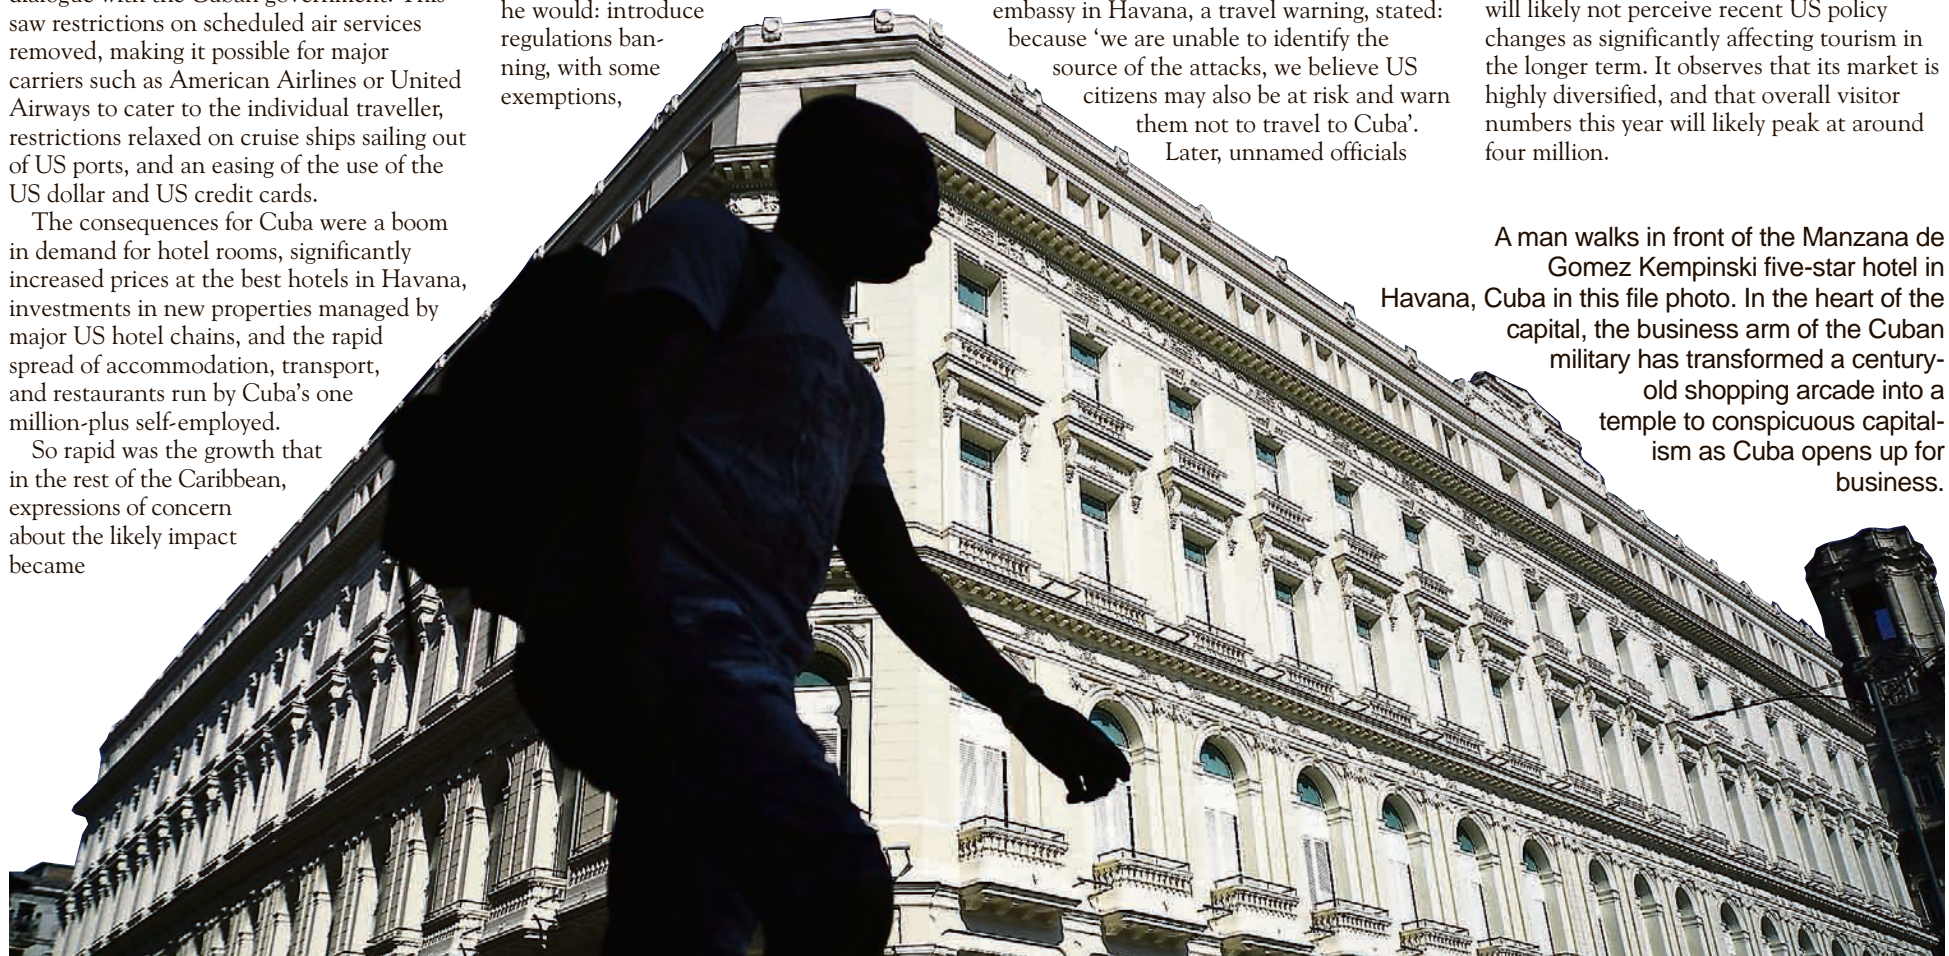 saw restrictions on scheduled air services
removed, making it possible for major
carriers such as American Airlines or United
Airways to cater to the individual traveller,
restrictions relaxed on cruise ships sailing out
of US ports, and an easing of the use of the
US dollar and US credit cards.
The consequences for Cuba were a boom
in demand for hotel rooms, significantly
increased prices at the best hotels in Havana,
investments in new properties managed by
major US hotel chains, and the rapid
spread of accommodation, transport,
and restaurants run by Cuba's one
million-plus self-employed.
So rapid was the growth that
in the rest of the Caribbean,
expressions of concern
about the likely impact
became
he would: introduce
regulations ban-
ning, with some
exemptions,
embassy in Havana, a travel warning, stated:
because 'we are unable to identify the
source of the attacks, we believe US
citizens may also be at risk and warn
them not to travel to Cuba'.
Later, unnamed officials
will likely not perceive recent US policy
changes as significantly affecting tourism in
the longer term. It observes that its market is
highly diversified, and that overall visitor
numbers this year will likely peak at around
four million.
A man walks in front of the Manzana de
Gomez Kempinski five-star hotel in
Havana, Cuba in this file photo. In the heart of the
capital, the business arm of the Cuban
military has transformed a century-
old shopping arcade into a
temple to conspicuous capital-
ism as Cuba opens up for
business.